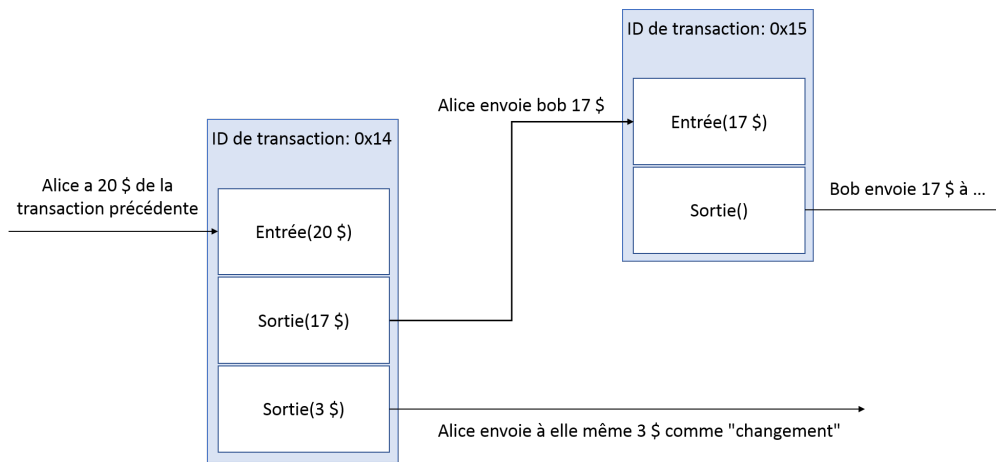 ID de transaction: 0x15
Alice envoie bob 17 $
Entrée(17 $)
ID de transaction: 0x14
Alice a 20 $ de la
transaction précédente
Sortie()
Bob envoie 17 $ à ...
Entrée(20 $)
Sortie(17 $)
Sortie(3 $)
Alice envoie à elle même 3 $ comme "changement"